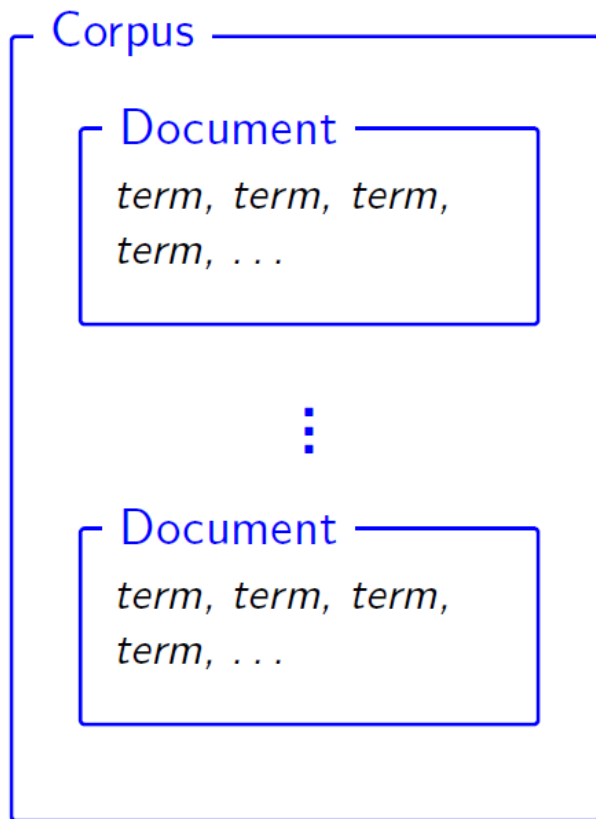 Corpus
Document
term, term, term,
term, ...
⋮
Document
term, term, term,
term, ...